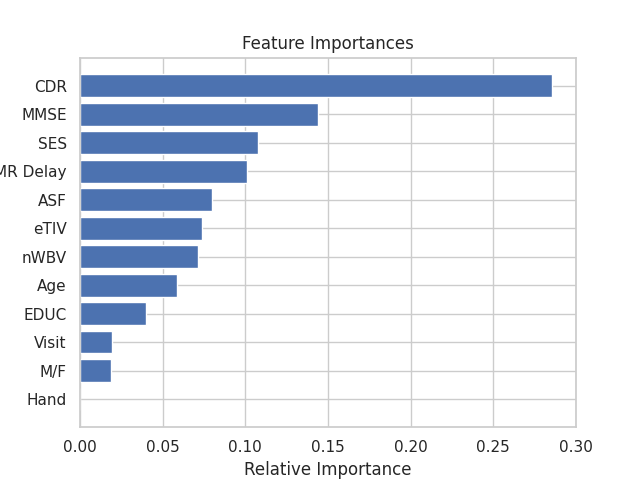 Feature Importances
CDR
MMSE
SES
MR Delay
ASF
eTIV
nWBV
Age
EDUC
Visit
M/F
Hand
0.00 0.05 0.10 0.15 0.20 0.25 0.30
Relative Importance